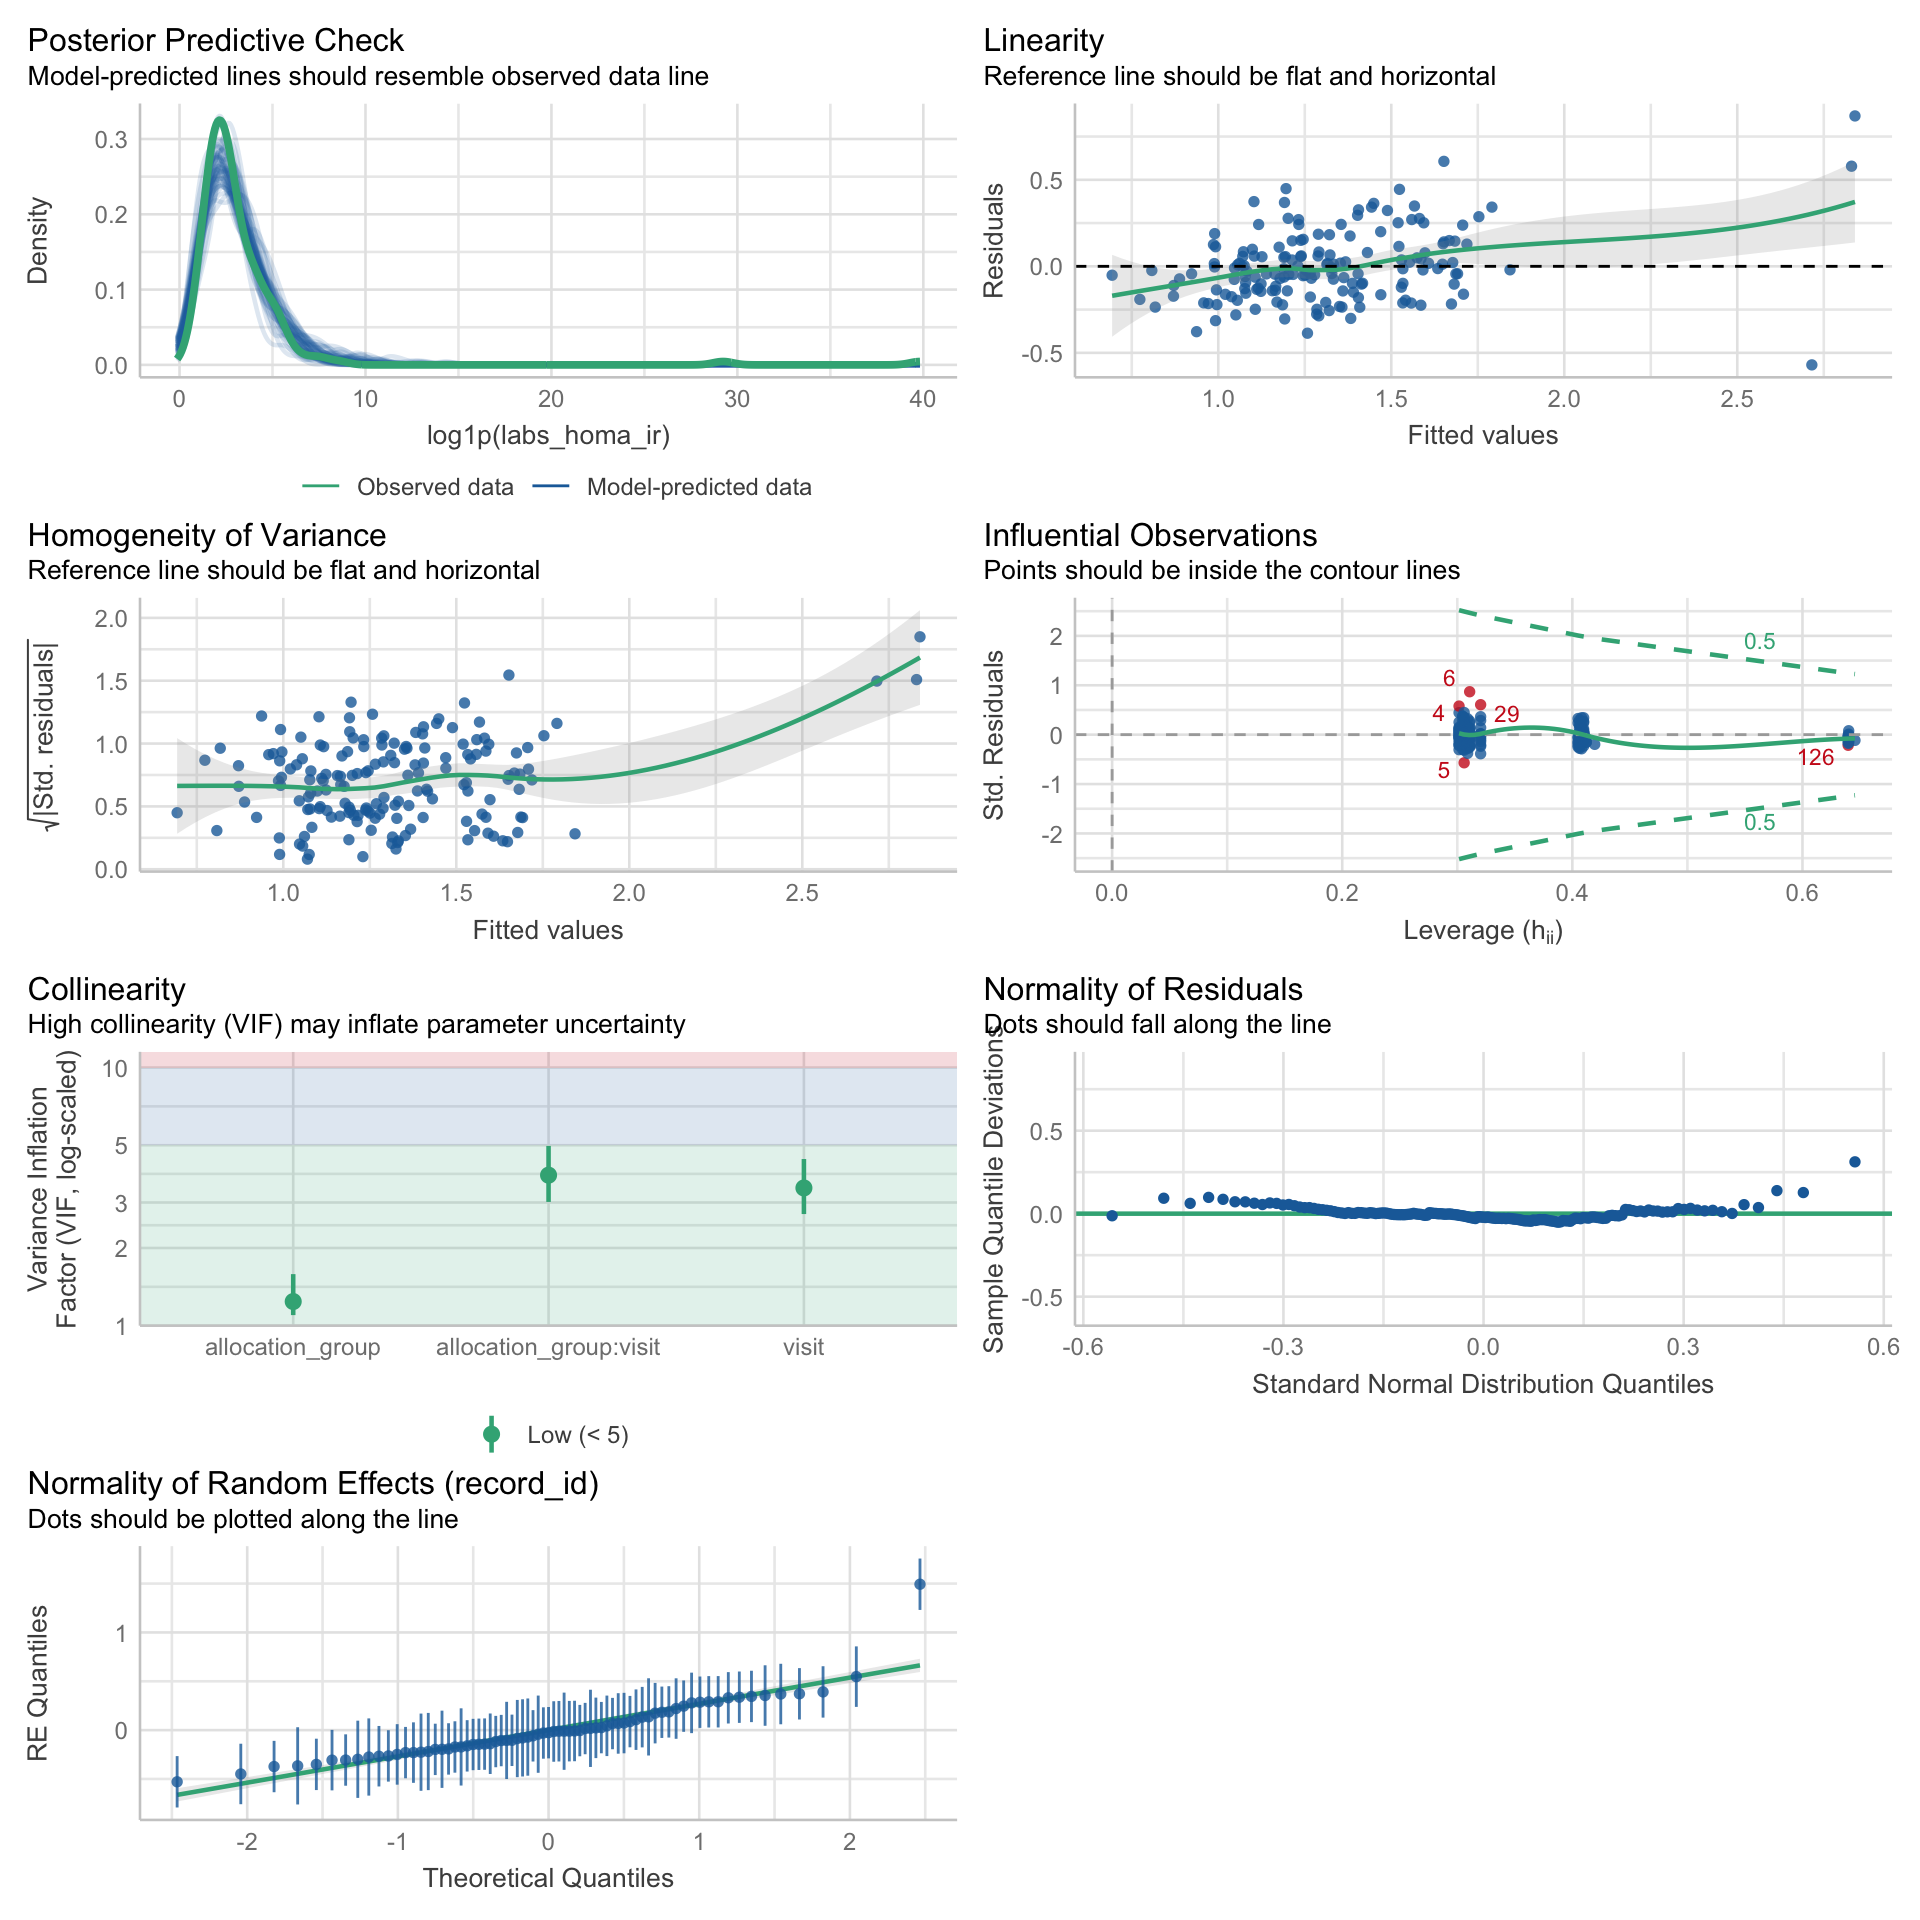 Posterior Predictive Check
Model-predicted lines should resemble observed data line
Density
0.3
0.2
0.1
0.0
0
10
20
30
40
log1p(labs_homa_ir)
Observed data
Model-predicted data
Linearity
Reference line should be flat and horizontal
Residuals
0.5
0.0
-0.5
1.0
1.5
2.0
2.5
Fitted values
Homogeneity of Variance
Reference line should be flat and horizontal
√|Std. residuals|
2.0
1.5
1.0
0.5
0.0
1.0
1.5
2.0
2.5
Fitted values
Influential Observations
Points should be inside the contour lines
Std. Residuals
2
1
0
-1
-2
0.5
6
4
29
5
126
0.5
0.0
0.2
0.4
0.6
Leverage (hii)
Collinearity
High collinearity (VIF) may inflate parameter uncertainty
Variance Inflation
Factor (VIF, log-scaled)
10
5
3
2
1
allocation_group
allocation_group:visit
visit
Low (< 5)
Normality of Residuals
Dots should fall along the line
Sample Quantile Deviations
0.5
0.0
-0.5
-0.6
-0.3
0.0
0.3
0.6
Standard Normal Distribution Quantiles
Normality of Random Effects (record_id)
Dots should be plotted along the line
RE Quantiles
1
0
-2
-1
0
1
2
Theoretical Quantiles